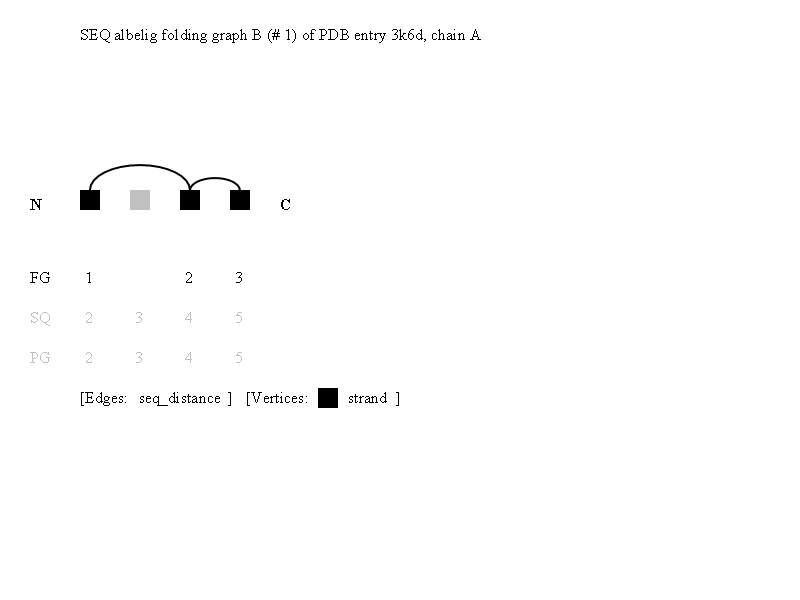 SEQ albelig folding graph B (# 1) of PDB entry 3k6d, chain A
N C
FG 1 2 3
SQ 2 3 4 5
PG 2 3 4 5
[Edges: seq_distance ] [Vertices: strand ]